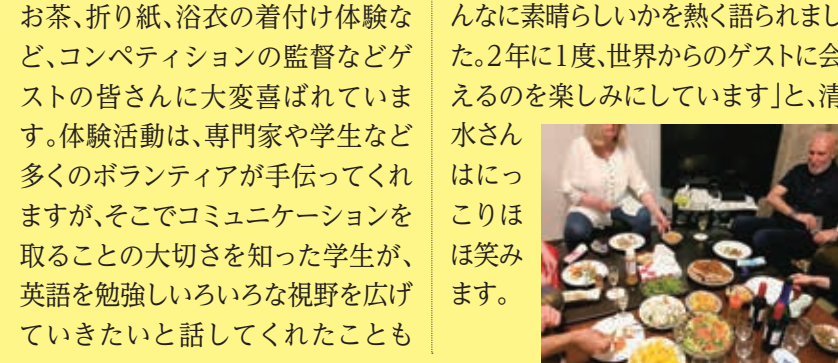 お茶、折り紙、浴衣の着付け体験な
ど、コンペティションの監督などゲ
ストの皆さんに大変喜ばれていま
す。体験活動は、専門家や学生など
多くのボランティアが手伝ってくれ
ますが、そこでコミュニケーションを
取ることの大切さを知った学生が、
英語を勉強しいろいろな視野を広げ
ていきたいと話してくれたことも
んなに素晴らしいかを熱く語られまし
た。2年に1度、世界からのゲストに会
えるのを楽しみにしています」と、清
水さん
はにっ
こりほ
ほ笑み
ます。